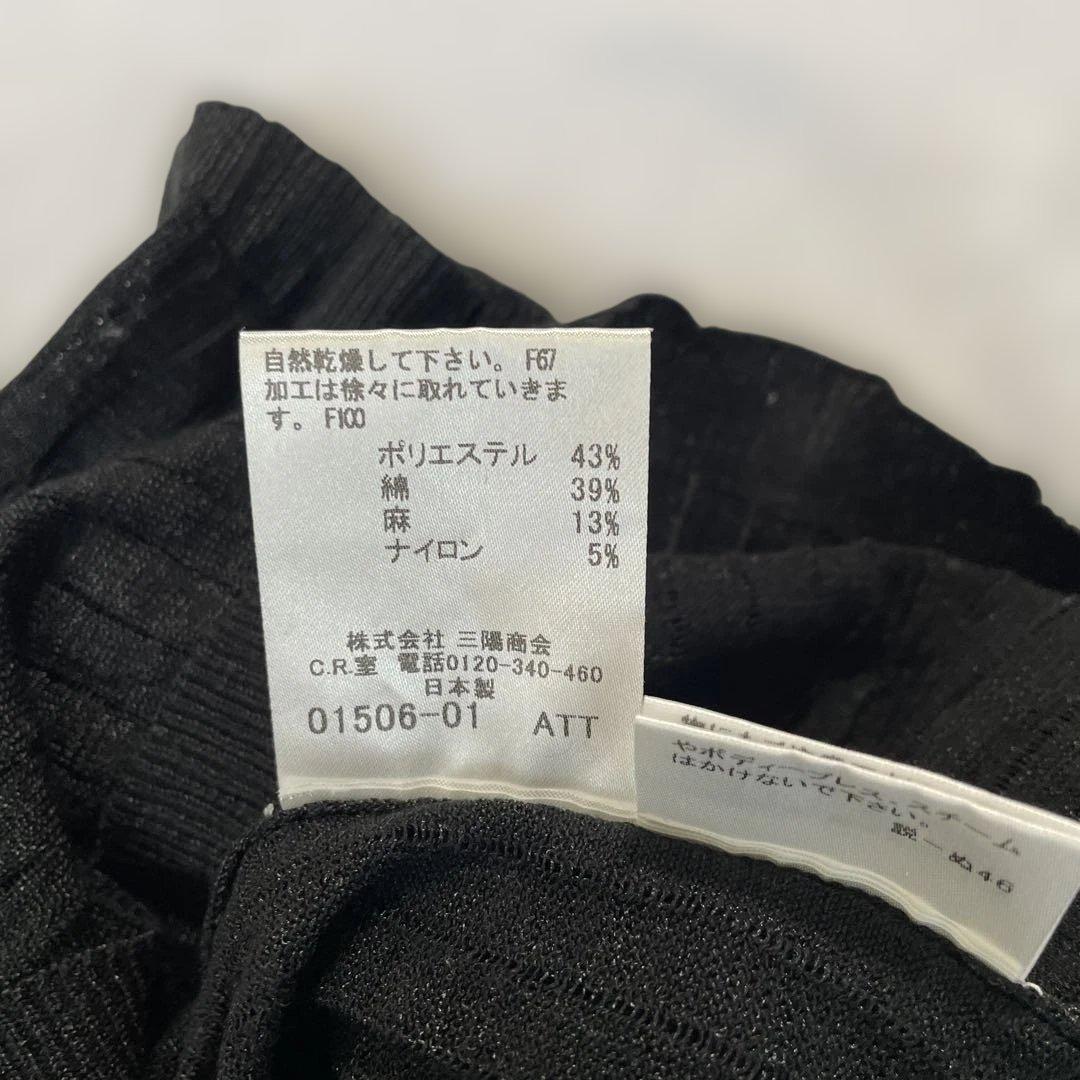 自然乾燥して下さい。 F67
加工は徐々に取れていきま
す。 F100
ポリエステル 43%
綿 39%
麻 13%
ナイロン 5%
株式会社 三陽商会
C.R.室 電話0120-340-460
日本製
01506-01 ATT
やボディープレス・スチーム
はかけないで下さい。
説-ぬ46